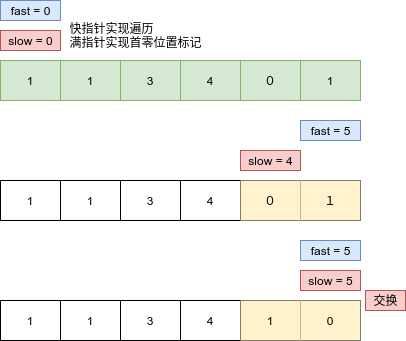 fast = 0
快指针实现遍历
slow = 0
满指针实现首零位置标记
1 1 3 4 0 1
fast = 5
slow = 4
1 1 3 4 0 1
fast = 5
slow = 5
交换
1 1 3 4 1 0